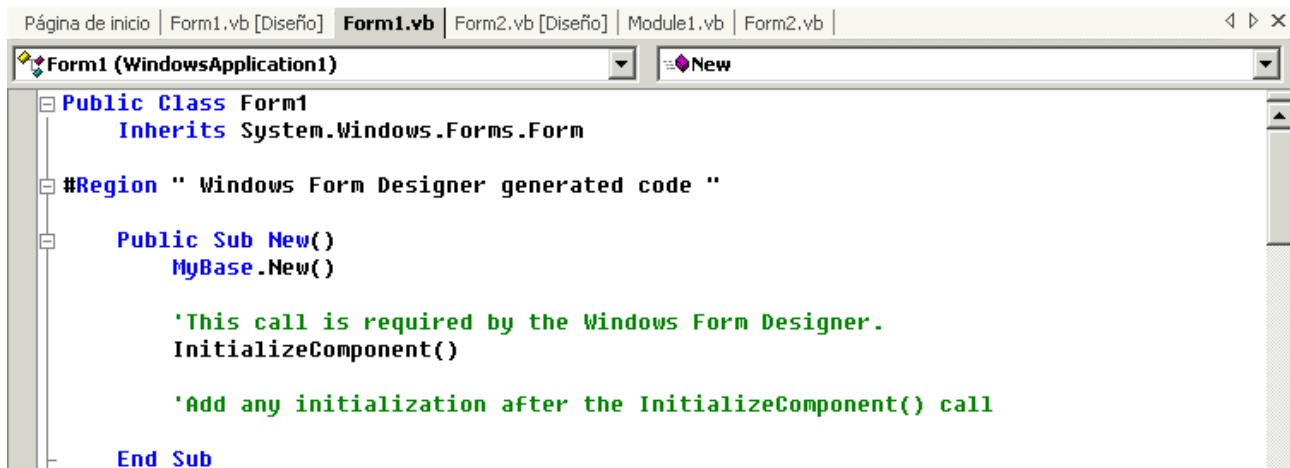 Página de inicio | Form1.vb [Diseño] Form1.vb | Form2.vb [Diseño] | Module1.vb | Form2.vb |
Form1 (WindowsApplication1) New
Public Class Form1
Inherits System.Windows.Forms.Form
#Region " Windows Form Designer generated code "
Public Sub New()
MyBase.New()
'This call is required by the Windows Form Designer.
InitializeComponent()
'Add any initialization after the InitializeComponent() call
End Sub